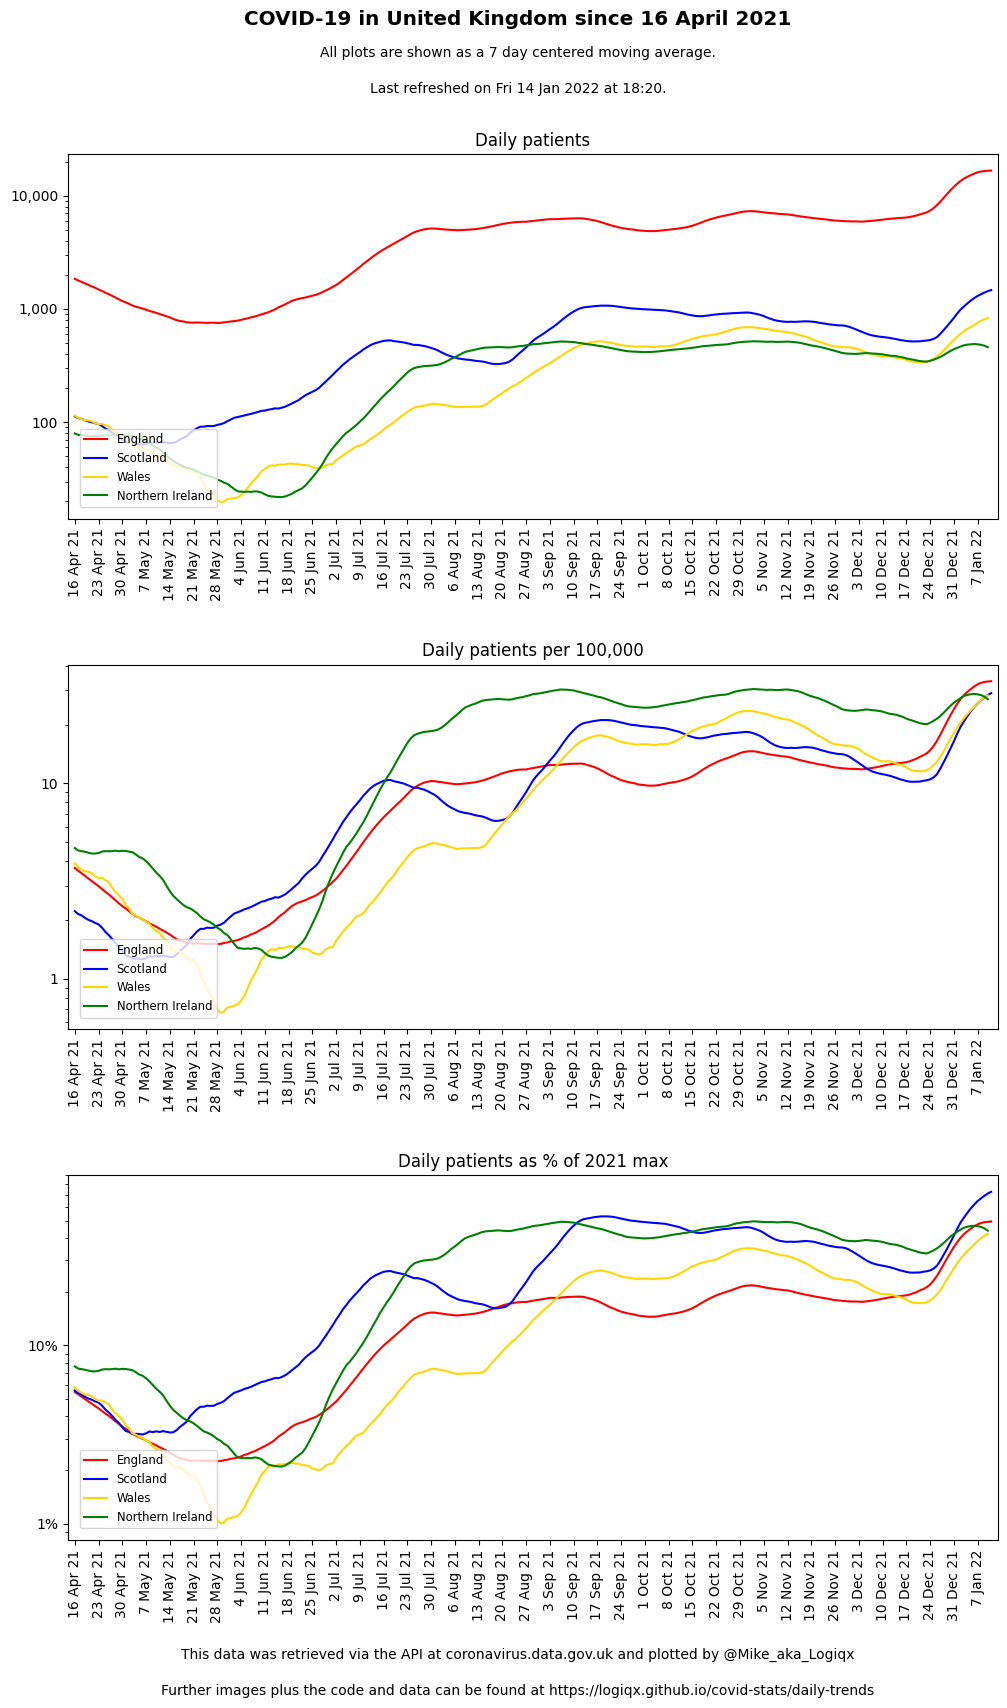 COVID-19 in United Kingdom since 16 April 2021
All plots are shown as a 7 day centered moving average.
Last refreshed on Fri 14 Jan 2022 at 18:20.
Daily patients
10,000
1,000
100
England
Scotland
Wales
Northern Ireland
16 Apr 21
23 Apr 21
30 Apr 21
7 May 21
14 May 21
21 May 21
28 May 21
4 Jun 21
11 Jun 21
18 Jun 21
25 Jun 21
2 Jul 21
9 Jul 21
16 Jul 21
23 Jul 21
30 Jul 21
6 Aug 21
13 Aug 21
20 Aug 21
27 Aug 21
3 Sep 21
10 Sep 21
17 Sep 21
24 Sep 21
1 Oct 21
8 Oct 21
15 Oct 21
22 Oct 21
29 Oct 21
5 Nov 21
12 Nov 21
19 Nov 21
26 Nov 21
3 Dec 21
10 Dec 21
17 Dec 21
24 Dec 21
31 Dec 21
7 Jan 22
Daily patients per 100,000
10
1
England
Scotland
Wales
Northern Ireland
16 Apr 21
23 Apr 21
30 Apr 21
7 May 21
14 May 21
21 May 21
28 May 21
4 Jun 21
11 Jun 21
18 Jun 21
25 Jun 21
2 Jul 21
9 Jul 21
16 Jul 21
23 Jul 21
30 Jul 21
6 Aug 21
13 Aug 21
20 Aug 21
27 Aug 21
3 Sep 21
10 Sep 21
17 Sep 21
24 Sep 21
1 Oct 21
8 Oct 21
15 Oct 21
22 Oct 21
29 Oct 21
5 Nov 21
12 Nov 21
19 Nov 21
26 Nov 21
3 Dec 21
10 Dec 21
17 Dec 21
24 Dec 21
31 Dec 21
7 Jan 22
Daily patients as % of 2021 max
10%
1%
England
Scotland
Wales
Northern Ireland
16 Apr 21
23 Apr 21
30 Apr 21
7 May 21
14 May 21
21 May 21
28 May 21
4 Jun 21
11 Jun 21
18 Jun 21
25 Jun 21
2 Jul 21
9 Jul 21
16 Jul 21
23 Jul 21
30 Jul 21
6 Aug 21
13 Aug 21
20 Aug 21
27 Aug 21
3 Sep 21
10 Sep 21
17 Sep 21
24 Sep 21
1 Oct 21
8 Oct 21
15 Oct 21
22 Oct 21
29 Oct 21
5 Nov 21
12 Nov 21
19 Nov 21
26 Nov 21
3 Dec 21
10 Dec 21
17 Dec 21
24 Dec 21
31 Dec 21
7 Jan 22
This data was retrieved via the API at coronavirus.data.gov.uk and plotted by @Mike_aka_Logiqx
Further images plus the code and data can be found at https://logiqx.github.io/covid-stats/daily-trends